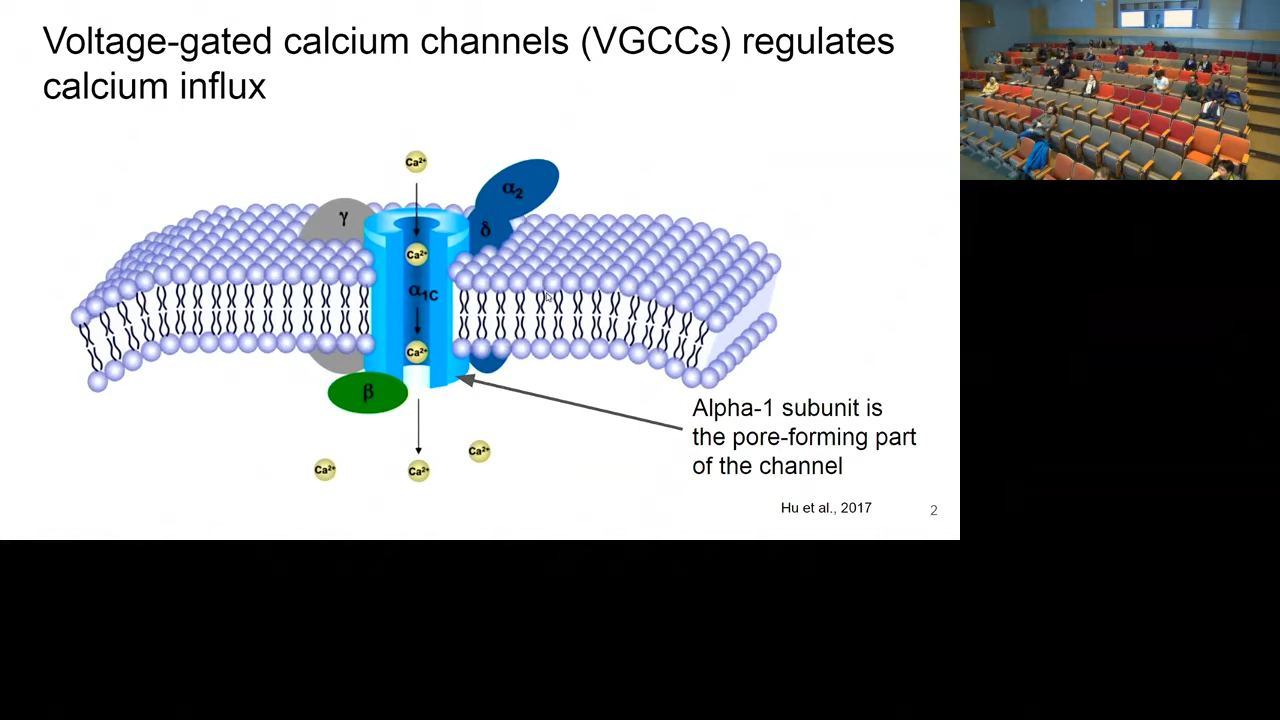 Voltage-gated calcium channels (VGCCs) regulates
calcium influx
Ca²⁺
α₂
γ
δ
Ca²⁺
α₁C
Ca²⁺
β
Alpha-1 subunit is
the pore-forming part
of the channel
Ca²⁺
Ca²⁺
Ca²⁺
Hu et al., 2017
2